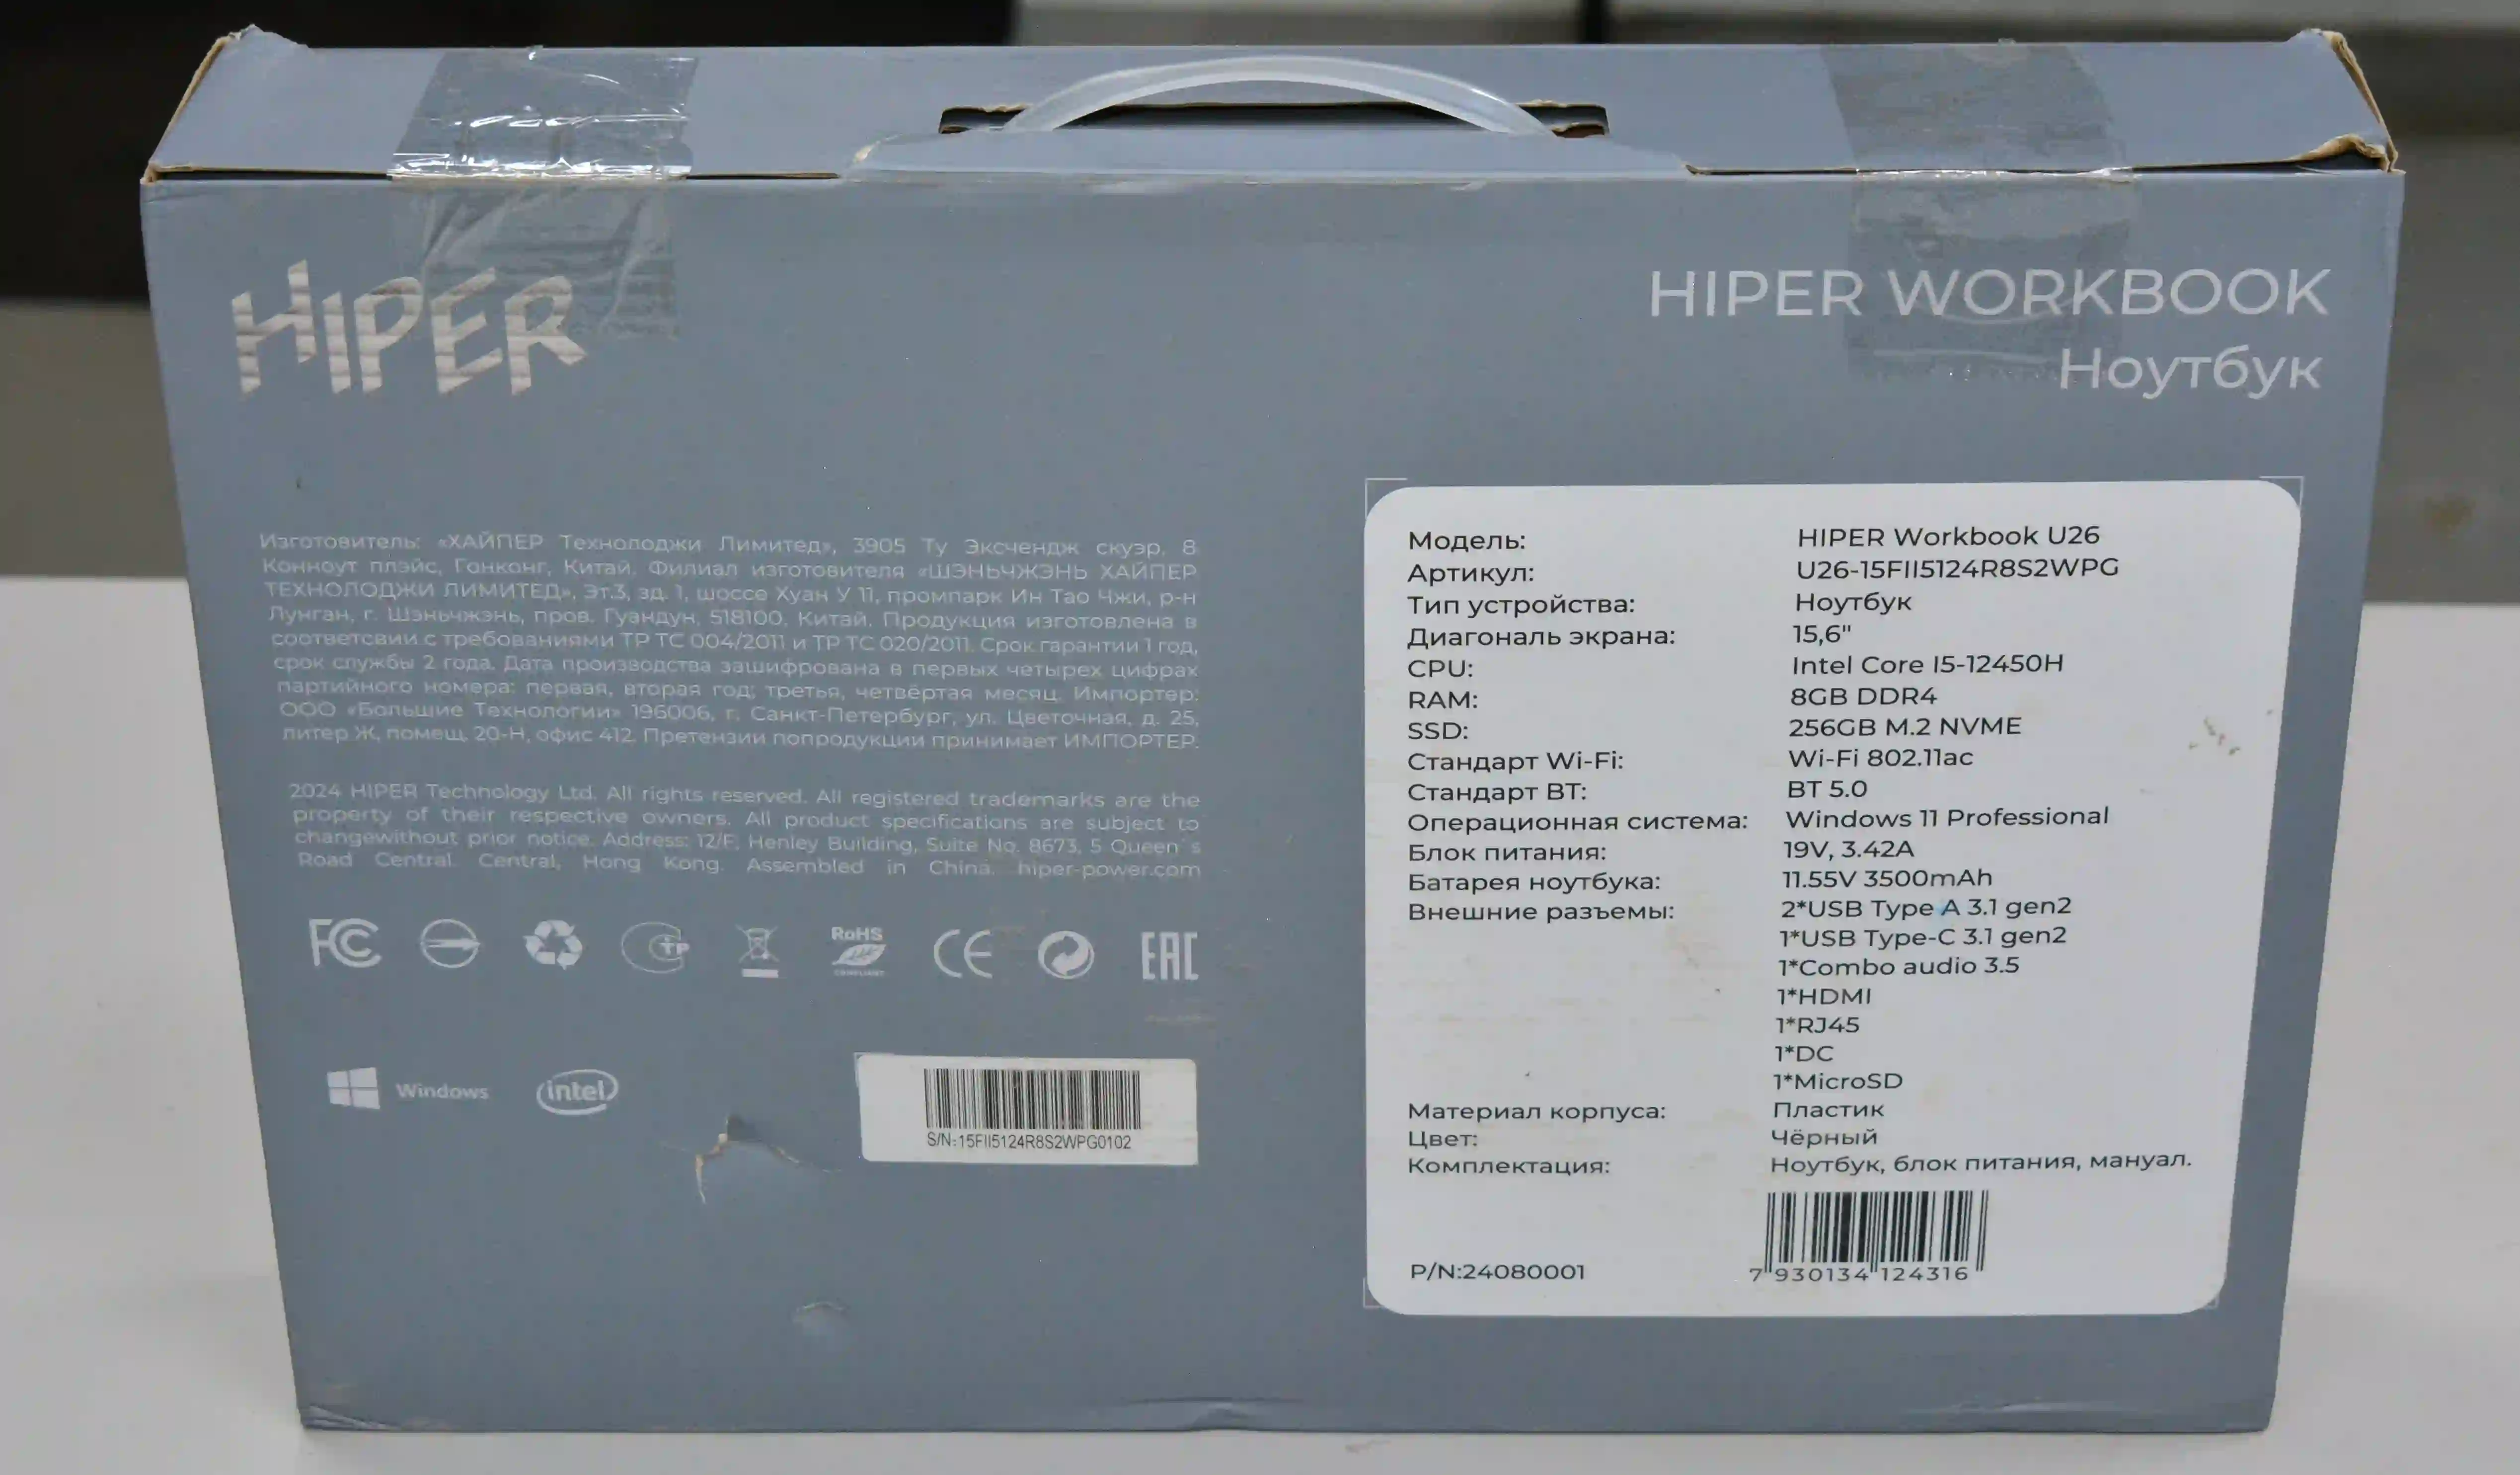 HIPER
HIPER WORKBOOK
Ноутбук
Изготовитель: «ХАЙПЕР Технолоджи Лимитед», 3905 Ту Эксчендж скуэр, 8
Конноут плэйс, Гонконг, Китай. Филиал изготовителя «ШЭНЬЧЖЭНЬ ХАЙПЕР
ТЕХНОЛОДЖИ ЛИМИТЕД», Эт.3, зд. 1, шоссе Хуан У 11, промпарк Ин Тао Чжи, р-н
Лунган, г. Шэньчжэнь, пров. Гуандун, 518100, Китай. Продукция изготовлена в
соответсвии с требованиями ТР ТС 004/2011 и ТР ТС 020/2011. Срок гарантии 1 год,
срок службы 2 года. Дата производства зашифрована в первых четырех цифрах
партийного номера: первая, вторая год; третья, четвёртая месяц. Импортер:
ООО «Большие Технологии» 196006, г. Санкт-Петербург, ул. Цветочная, д. 25,
литер Ж, помещ. 20-Н, офис 412. Претензии попродукции принимает ИМПОРТЕР.
2024 HIPER Technology Ltd. All rights reserved. All registered trademarks are the
property of their respective owners. All product specifications are subject to
changewithout prior notice. Address: 12/F, Henley Building, Suite No. 8673, 5 Queen`s
Road Central. Central, Hong Kong. Assembled in China. hiper-power.com
FC TP RoHS COMPLIANT CE EAC
Windows intel
S/N:15FII5124R8S2WPG0102
Модель: HIPER Workbook U26
Артикул: U26-15FII5124R8S2WPG
Тип устройства: Ноутбук
Диагональ экрана: 15,6"
CPU: Intel Core I5-12450H
RAM: 8GB DDR4
SSD: 256GB M.2 NVME
Стандарт Wi-Fi: Wi-Fi 802.11ac
Стандарт BT: BT 5.0
Операционная система: Windows 11 Professional
Блок питания: 19V, 3.42A
Батарея ноутбука: 11.55V 3500mAh
Внешние разъемы: 2*USB Type A 3.1 gen2
1*USB Type-C 3.1 gen2
1*Combo audio 3.5
1*HDMI
1*RJ45
1*DC
1*MicroSD
Материал корпуса: Пластик
Цвет: Чёрный
Комплектация: Ноутбук, блок питания, мануал.
P/N:24080001
7 930134 124316